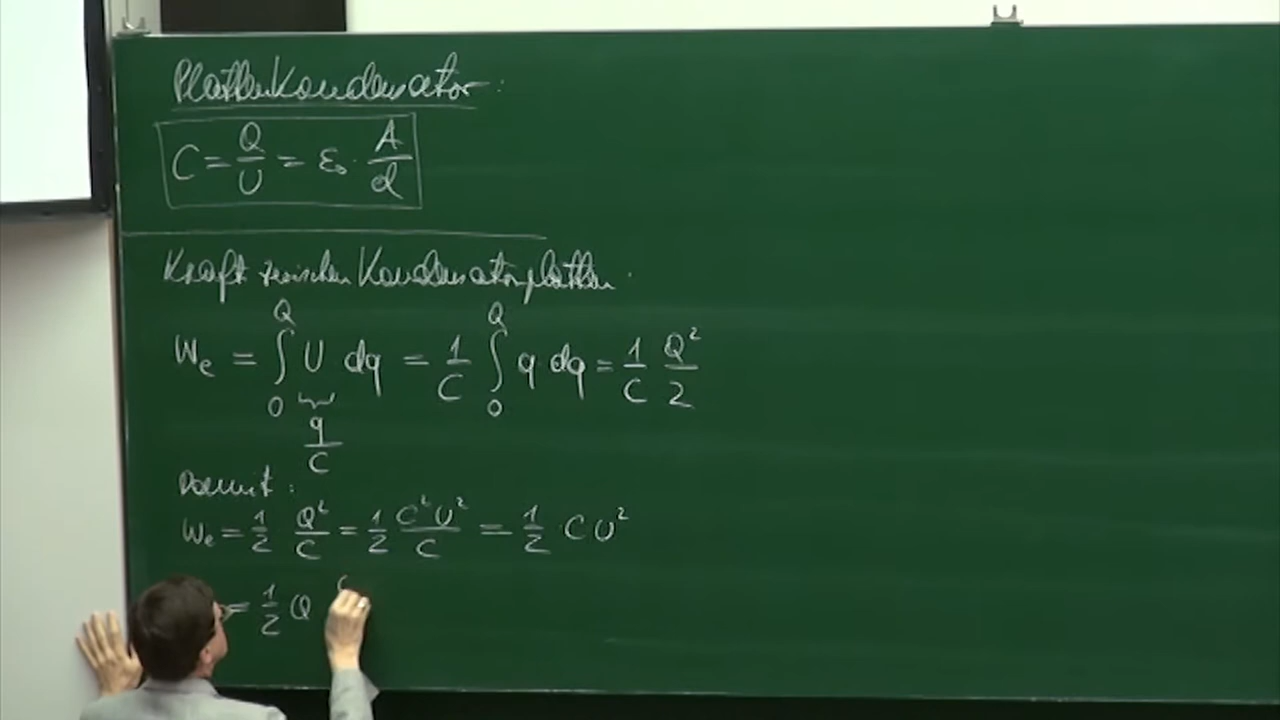 Plattenkondensator:
C = Q/U = ε₀ · A/d
Kraft zwischen Kondensatorplatten:
We = ∫₀^Q U dq = 1/C ∫₀^Q q dq = 1/C Q²/2
q/C
Damit:
We = 1/2 Q²/C = 1/2 C²U²/C = 1/2 · C U²
= 1/2 Q